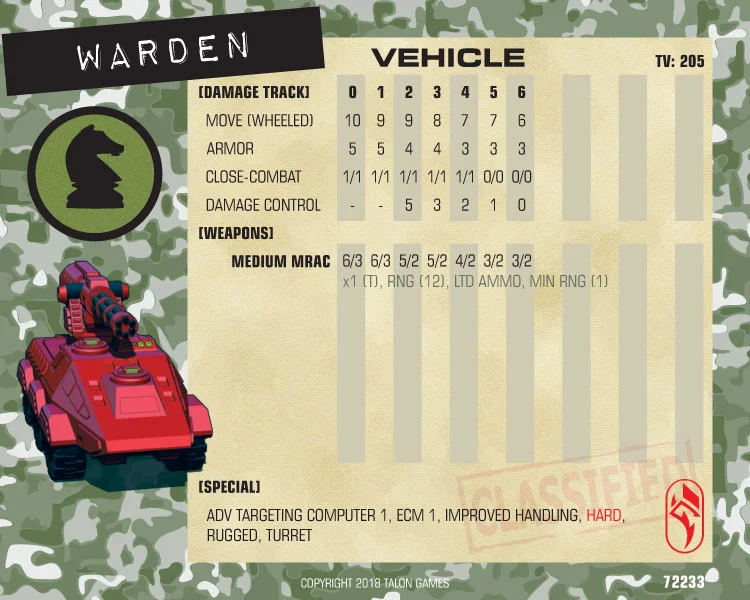 WARDEN
VEHICLE
TV: 205
[DAMAGE TRACK] 0 1 2 3 4 5 6
MOVE (WHEELED) 10 9 9 8 7 7 6
ARMOR 5 5 4 4 3 3 3
CLOSE-COMBAT 1/1 1/1 1/1 1/1 1/1 0/0 0/0
DAMAGE CONTROL - - 5 3 2 1 0
[WEAPONS]
MEDIUM MRAC 6/3 6/3 5/2 5/2 4/2 3/2 3/2
x1 (T), RNG (12), LTD AMMO, MIN RNG (1)
CLASSIFIED
[SPECIAL]
ADV TARGETING COMPUTER 1, ECM 1, IMPROVED HANDLING, HARD,
RUGGED, TURRET
COPYRIGHT 2018 TALON GAMES
72233